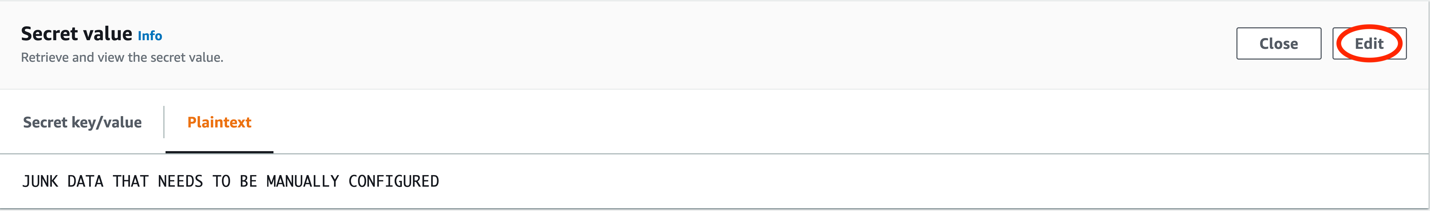 Secret value Info
Retrieve and view the secret value.
Close Edit
Secret key/value Plaintext
JUNK DATA THAT NEEDS TO BE MANUALLY CONFIGURED